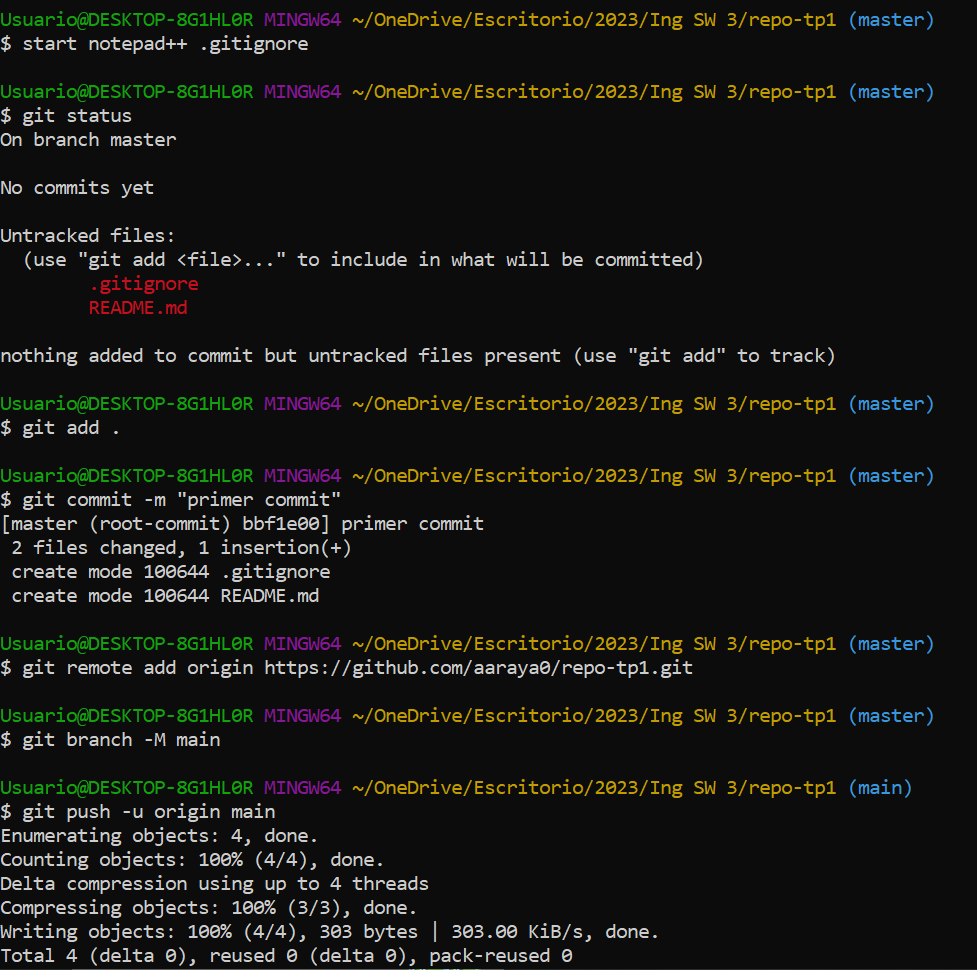 Usuario@DESKTOP-8G1HL0R MINGW64 ~/OneDrive/Escritorio/2023/Ing SW 3/repo-tp1 (master)
$ start notepad++ .gitignore
Usuario@DESKTOP-8G1HL0R MINGW64 ~/OneDrive/Escritorio/2023/Ing SW 3/repo-tp1 (master)
$ git status
On branch master
No commits yet
Untracked files:
  (use "git add <file>..." to include in what will be committed)
        .gitignore
        README.md
nothing added to commit but untracked files present (use "git add" to track)
Usuario@DESKTOP-8G1HL0R MINGW64 ~/OneDrive/Escritorio/2023/Ing SW 3/repo-tp1 (master)
$ git add .
Usuario@DESKTOP-8G1HL0R MINGW64 ~/OneDrive/Escritorio/2023/Ing SW 3/repo-tp1 (master)
$ git commit -m "primer commit"
[master (root-commit) bbf1e00] primer commit
 2 files changed, 1 insertion(+)
 create mode 100644 .gitignore
 create mode 100644 README.md
Usuario@DESKTOP-8G1HL0R MINGW64 ~/OneDrive/Escritorio/2023/Ing SW 3/repo-tp1 (master)
$ git remote add origin https://github.com/aaraya0/repo-tp1.git
Usuario@DESKTOP-8G1HL0R MINGW64 ~/OneDrive/Escritorio/2023/Ing SW 3/repo-tp1 (master)
$ git branch -M main
Usuario@DESKTOP-8G1HL0R MINGW64 ~/OneDrive/Escritorio/2023/Ing SW 3/repo-tp1 (main)
$ git push -u origin main
Enumerating objects: 4, done.
Counting objects: 100% (4/4), done.
Delta compression using up to 4 threads
Compressing objects: 100% (3/3), done.
Writing objects: 100% (4/4), 303 bytes | 303.00 KiB/s, done.
Total 4 (delta 0), reused 0 (delta 0), pack-reused 0